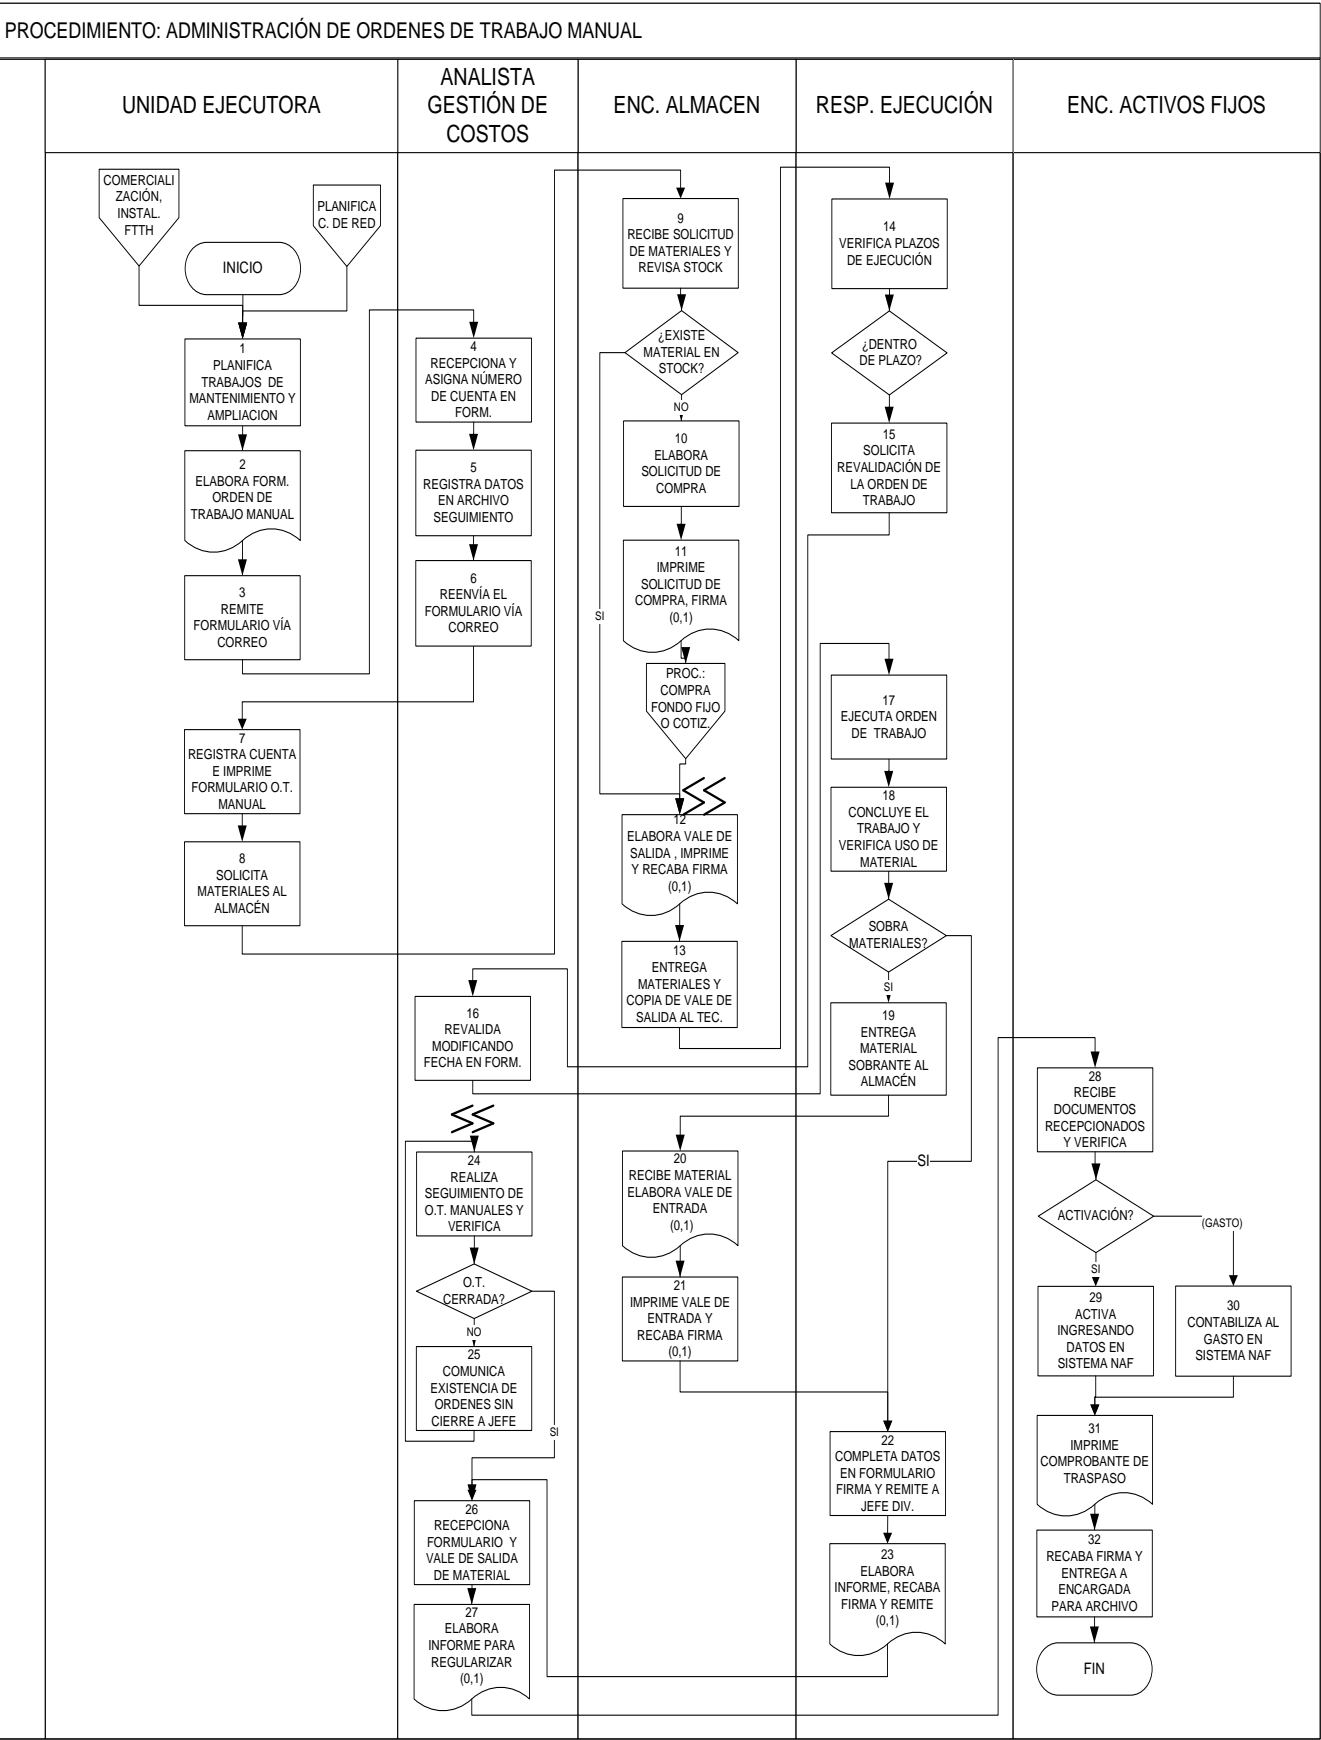 PROCEDIMIENTO: ADMINISTRACIÓN DE ORDENES DE TRABAJO MANUAL
UNIDAD EJECUTORA
ANALISTA
GESTIÓN DE
COSTOS
ENC. ALMACEN
RESP. EJECUCIÓN
ENC. ACTIVOS FIJOS
COMERCIALI
ZACIÓN,
INSTAL.
FTTH
PLANIFICA
C. DE RED
INICIO
1
PLANIFICA
TRABAJOS DE
MANTENIMIENTO Y
AMPLIACION
2
ELABORA FORM.
ORDEN DE
TRABAJO MANUAL
3
REMITE
FORMULARIO VÍA
CORREO
7
REGISTRA CUENTA
E IMPRIME
FORMULARIO O.T.
MANUAL
8
SOLICITA
MATERIALES AL
ALMACÉN
4
RECEPCIONA Y
ASIGNA NÚMERO
DE CUENTA EN
FORM.
5
REGISTRA DATOS
EN ARCHIVO
SEGUIMIENTO
6
REENVÍA EL
FORMULARIO VÍA
CORREO
16
REVALIDA
MODIFICANDO
FECHA EN FORM.
24
REALIZA
SEGUIMIENTO DE
O.T. MANUALES Y
VERIFICA
O.T.
CERRADA?
NO
SI
25
COMUNICA
EXISTENCIA DE
ORDENES SIN
CIERRE A JEFE
26
RECEPCIONA
FORMULARIO Y
VALE DE SALIDA
DE MATERIAL
27
ELABORA
INFORME PARA
REGULARIZAR
(0,1)
9
RECIBE SOLICITUD
DE MATERIALES Y
REVISA STOCK
¿EXISTE
MATERIAL EN
STOCK?
NO
SI
10
ELABORA
SOLICITUD DE
COMPRA
11
IMPRIME
SOLICITUD DE
COMPRA, FIRMA
(0,1)
PROC.:
COMPRA
FONDO FIJO
O COTIZ.
12
ELABORA VALE DE
SALIDA , IMPRIME
Y RECABA FIRMA
(0,1)
13
ENTREGA
MATERIALES Y
COPIA DE VALE DE
SALIDA AL TEC.
20
RECIBE MATERIAL
ELABORA VALE DE
ENTRADA
(0,1)
21
IMPRIME VALE DE
ENTRADA Y
RECABA FIRMA
(0,1)
14
VERIFICA PLAZOS
DE EJECUCIÓN
¿DENTRO
DE PLAZO?
15
SOLICITA
REVALIDACIÓN DE
LA ORDEN DE
TRABAJO
17
EJECUTA ORDEN
DE TRABAJO
18
CONCLUYE EL
TRABAJO Y
VERIFICA USO DE
MATERIAL
SOBRA
MATERIALES?
SI
19
ENTREGA
MATERIAL
SOBRANTE AL
ALMACÉN
SI
22
COMPLETA DATOS
EN FORMULARIO
FIRMA Y REMITE A
JEFE DIV.
23
ELABORA
INFORME, RECABA
FIRMA Y REMITE
(0,1)
28
RECIBE
DOCUMENTOS
RECEPCIONADOS
Y VERIFICA
ACTIVACIÓN?
(GASTO)
SI
29
ACTIVA
INGRESANDO
DATOS EN
SISTEMA NAF
30
CONTABILIZA AL
GASTO EN
SISTEMA NAF
31
IMPRIME
COMPROBANTE DE
TRASPASO
32
RECABA FIRMA Y
ENTREGA A
ENCARGADA
PARA ARCHIVO
FIN